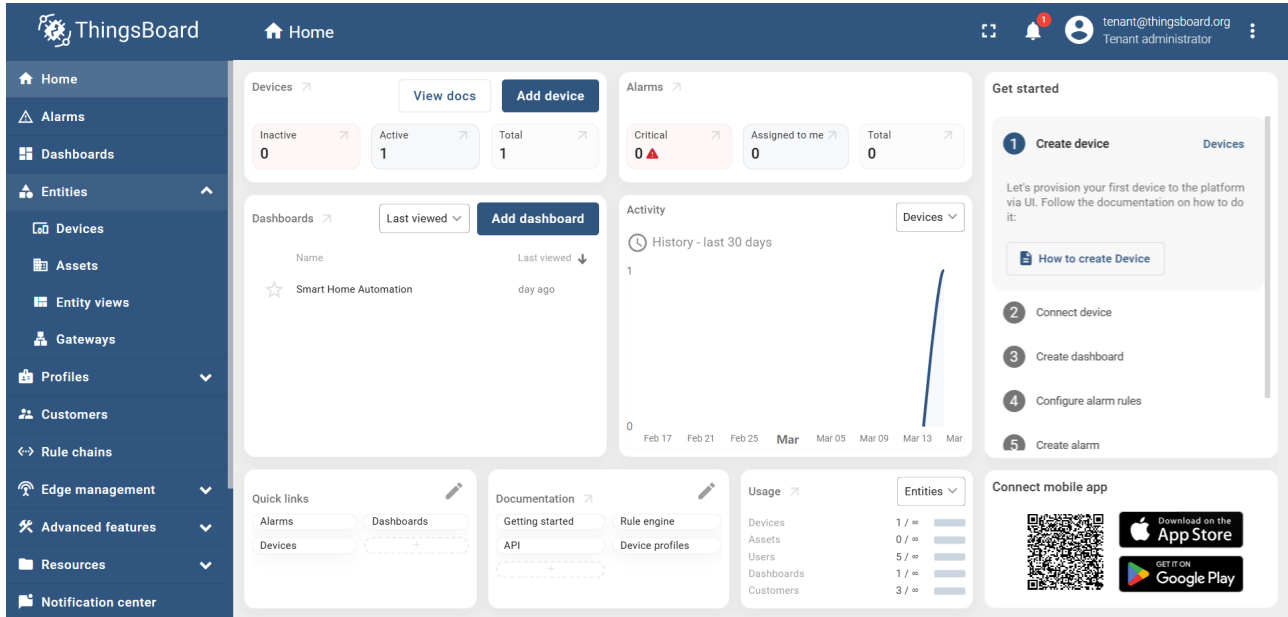 ThingsBoard
Home
1
tenant@thingsboard.org
Tenant administrator
Home
Alarms
Dashboards
Entities
Devices
Assets
Entity views
Gateways
Profiles
Customers
Rule chains
Edge management
Advanced features
Resources
Notification center
Devices
View docs
Add device
Inactive
0
Active
1
Total
1
Alarms
Critical
0
Assigned to me
0
Total
0
Dashboards
Last viewed
Add dashboard
Name
Last viewed
Smart Home Automation
day ago
Activity
Devices
History - last 30 days
1
0
Feb 17 Feb 21 Feb 25 Mar Mar 05 Mar 09 Mar 13 Mar
Get started
1 Create device Devices
Let's provision your first device to the platform
via UI. Follow the documentation on how to do
it:
How to create Device
2 Connect device
3 Create dashboard
4 Configure alarm rules
5 Create alarm
Quick links
Alarms Dashboards
Devices +
Documentation
Getting started Rule engine
API Device profiles
+
Usage
Entities
Devices 1 / ∞
Assets 0 / ∞
Users 5 / ∞
Dashboards 1 / ∞
Customers 3 / ∞
Connect mobile app
Download on the
App Store
GET IT ON
Google Play